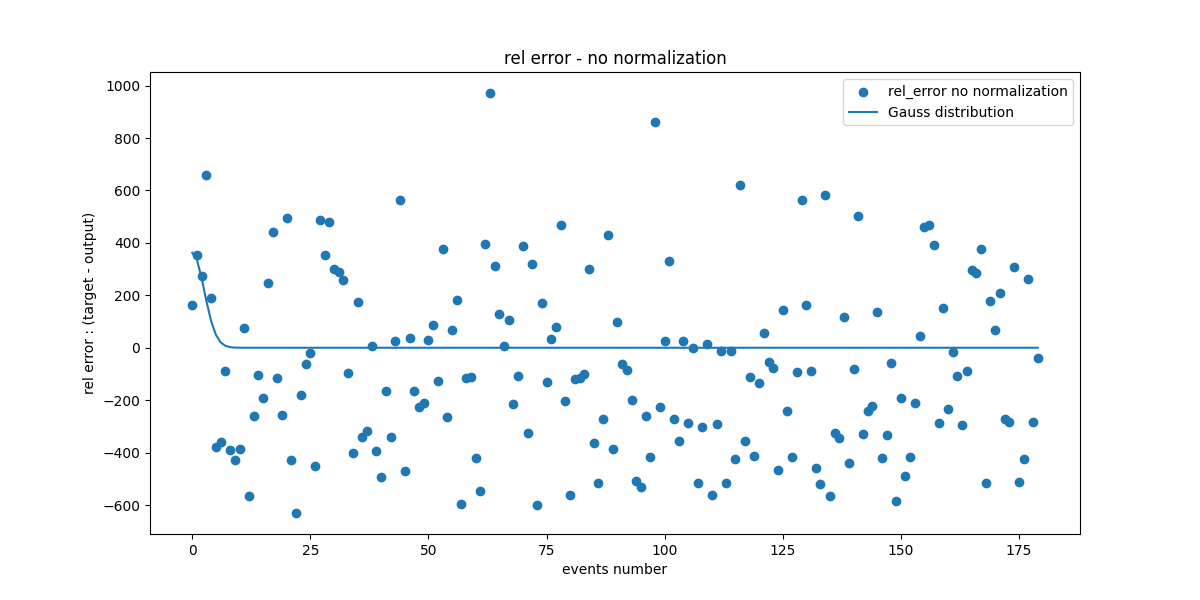 rel error - no normalization
rel_error no normalization
Gauss distribution
rel error : (target - output)
1000
800
600
400
200
0
−200
−400
−600
0 25 50 75 100 125 150 175
events number